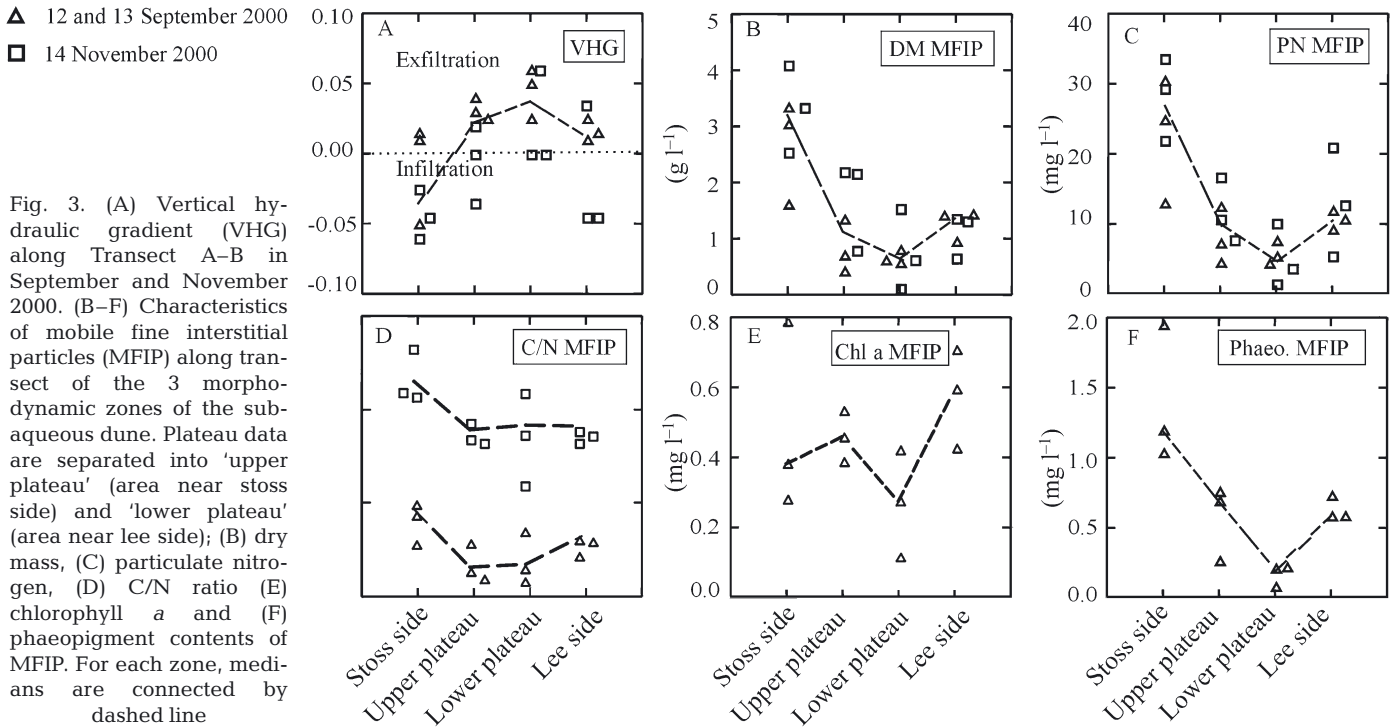 12 and 13 September 2000
14 November 2000
Fig. 3. (A) Vertical hy-
draulic gradient (VHG)
along Transect A–B in
September and November
2000. (B–F) Characteristics
of mobile fine interstitial
particles (MFIP) along tran-
sect of the 3 morpho-
dynamic zones of the sub-
aqueous dune. Plateau data
are separated into ‘upper
plateau’ (area near stoss
side) and ‘lower plateau’
(area near lee side); (B) dry
mass, (C) particulate nitro-
gen, (D) C/N ratio (E)
chlorophyll a and (F)
phaeopigment contents of
MFIP. For each zone, medi-
ans are connected by
dashed line
A
VHG
Exfiltration
Infiltration
0.10
0.05
0.00
-0.05
-0.10
B
DM MFIP
(g l⁻¹)
5
4
3
2
1
0
C
PN MFIP
(mg l⁻¹)
40
30
20
10
0
D
C/N MFIP
Stoss side
Upper plateau
Lower plateau
Lee side
E
Chl a MFIP
(mg l⁻¹)
0.8
0.6
0.4
0.2
0.0
Stoss side
Upper plateau
Lower plateau
Lee side
F
Phaeo. MFIP
(mg l⁻¹)
2.0
1.5
1.0
0.5
0.0
Stoss side
Upper plateau
Lower plateau
Lee side